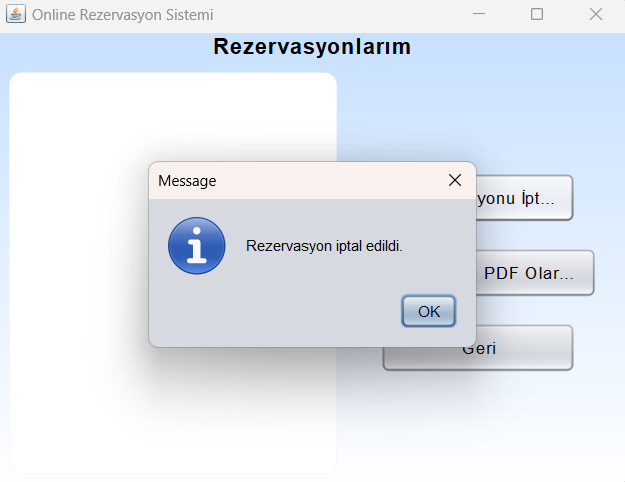 Online Rezervasyon Sistemi
Rezervasyonlarım
Message
Rezervasyon iptal edildi.
OK
yonu İpt...
PDF Olar...
Geri